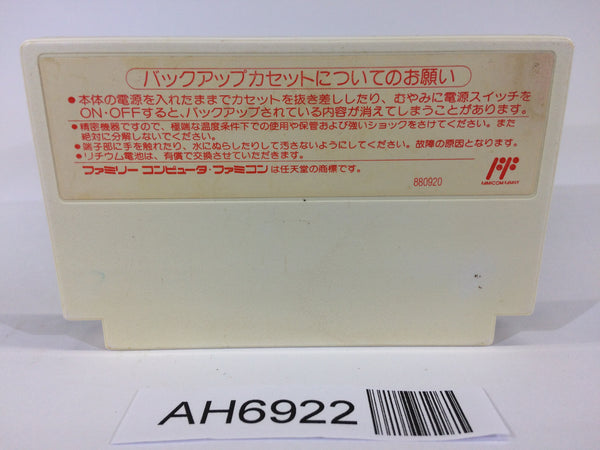 バックアップカセットについてのお願い
●本体の電源を入れたままでカセットを抜き差ししたり、むやみに電源スイッチを
ON・OFFすると、バックアップされている内容が消えてしまうことがあります。
●精密機器ですので、極端な温度条件下での使用や保管および強いショックをさけてください。また
絶対に分解しないでください。
●端子部に手を触れたり、水にぬらしたりして汚さないようにしてください。故障の原因となります。
●リチウム電池は、有償で交換させていただきます。
ファミリー コンピュータ・ファミコン は任天堂の商標です。
880920
FAMICOM FAMILY
AH6922